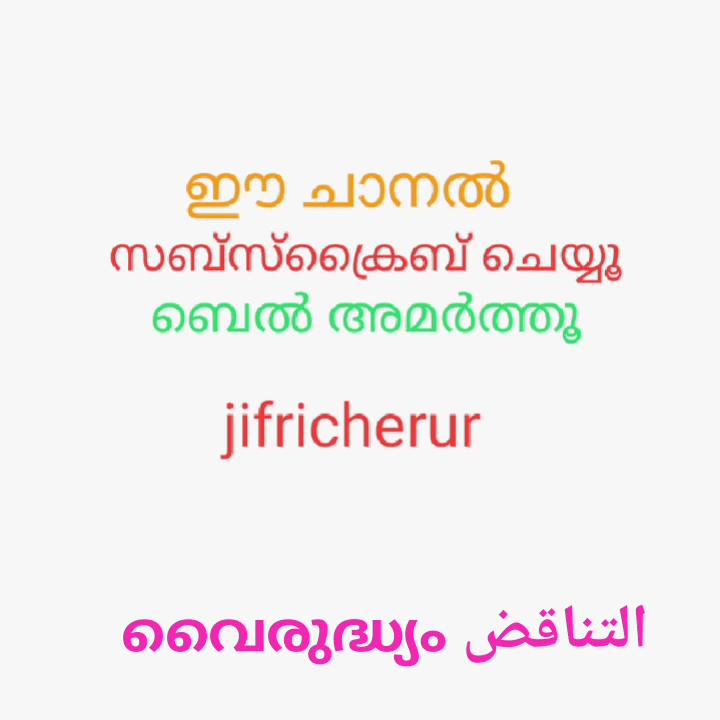 ഈ ചാനൽ
സബ്സ്ക്രൈബ് ചെയ്യൂ
ബെൽ അമർത്തൂ
jifricherur
വൈരുദ്ധ്യം التناقض